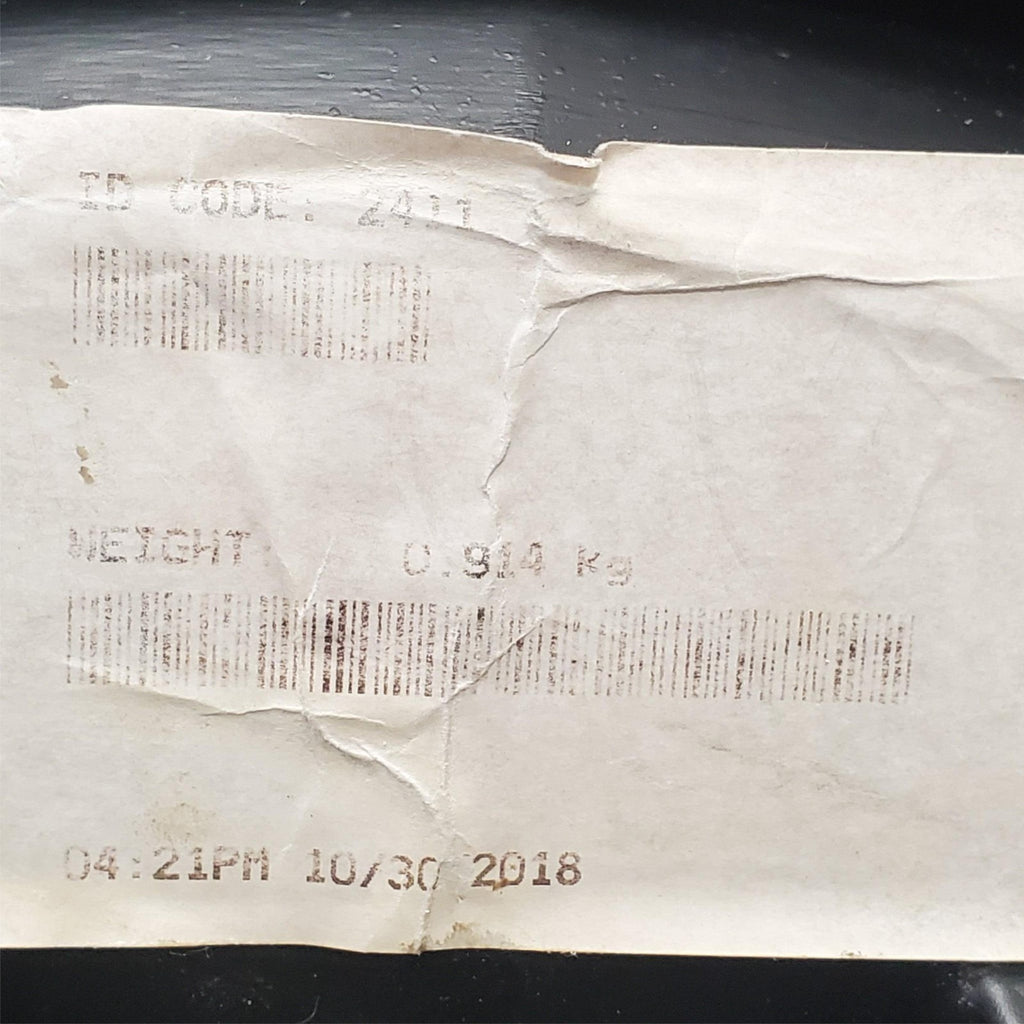 ID CODE: 2411
WEIGHT 0.914 Kg
04:21PM 10/30 2018